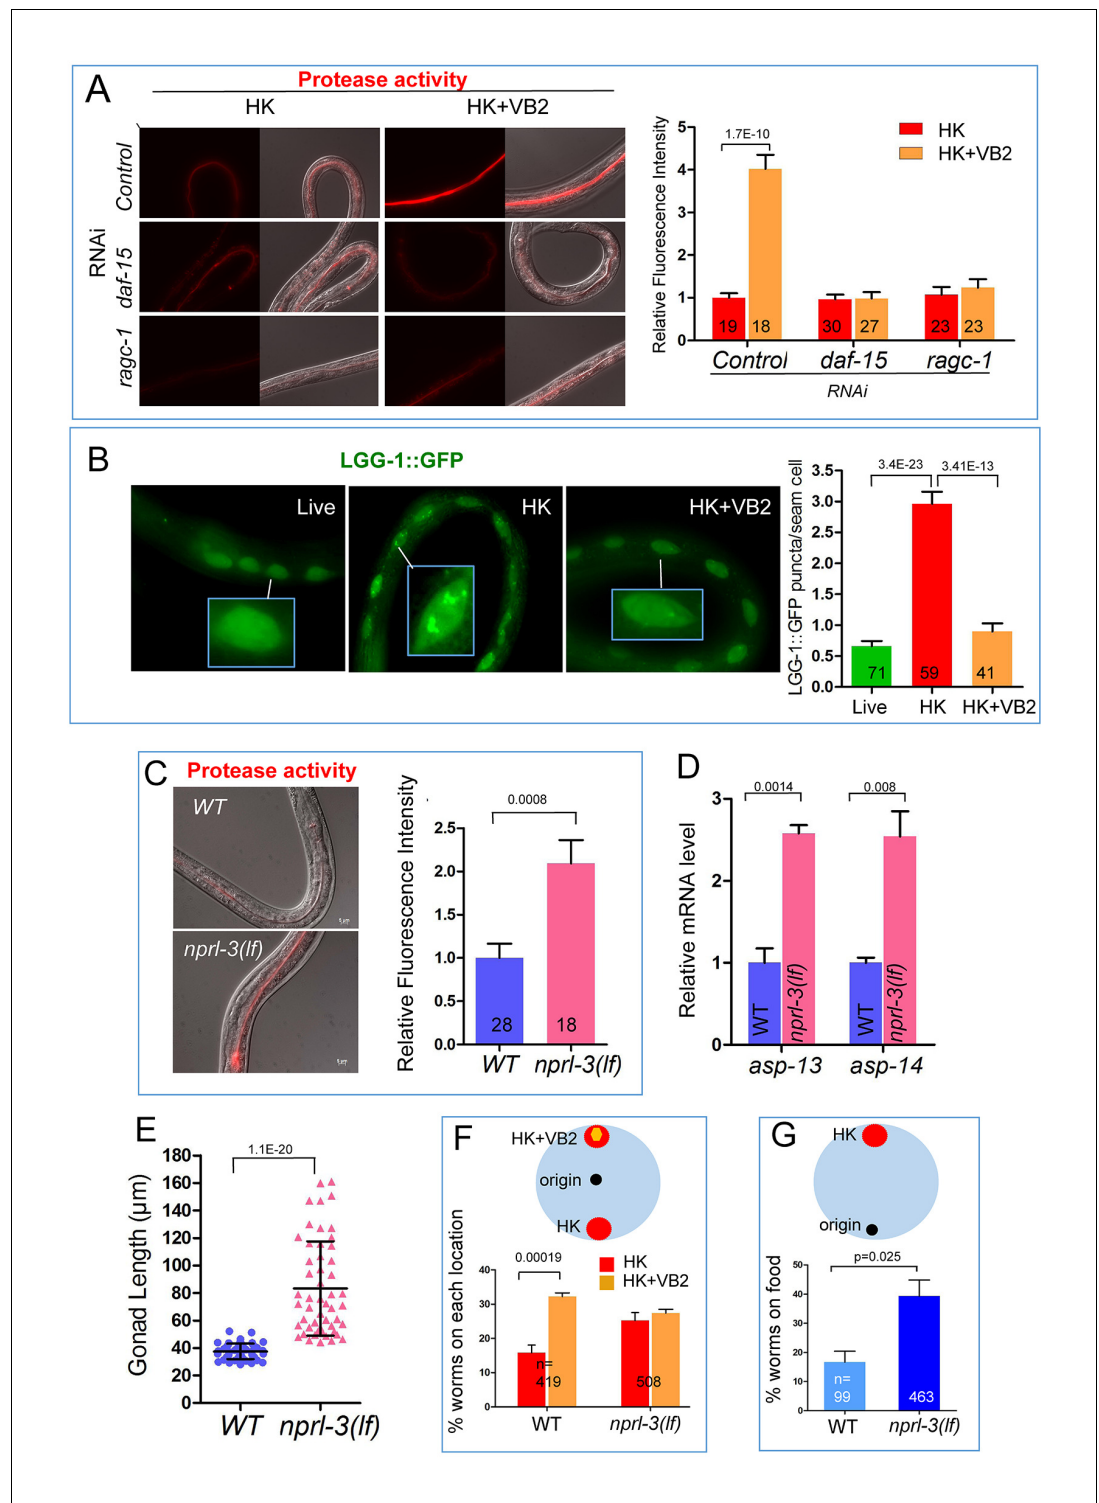 A
Protease activity
HK
HK+VB2
RNAi
Control
daf-15
ragc-1
Relative Fluorescence Intensity
5
4
3
2
1
0
1.7E-10
HK
HK+VB2
19
18
30
27
23
23
Control
daf-15
ragc-1
RNAi
B
LGG-1::GFP
Live
HK
HK+VB2
LGG-1::GFP puncta/seam cell
3.5
3.0
2.5
2.0
1.5
1.0
0.5
0.0
3.4E-23
3.41E-13
71
59
41
Live
HK
HK+VB2
C
Protease activity
WT
nprl-3(lf)
Relative Fluorescence Intensity
2.5
2.0
1.5
1.0
0.5
0.0
0.0008
28
18
WT
nprl-3(lf)
D
Relative mRNA level
3
2
1
0
0.0014
0.008
WT
nprl-3(lf)
WT
nprl-3(lf)
asp-13
asp-14
E
Gonad Length (μm)
180
160
140
120
100
80
60
40
20
0
1.1E-20
WT
nprl-3(lf)
F
HK+VB2
origin
HK
% worms on each location
40
30
20
10
0
0.00019
HK
HK+VB2
n=
419
508
WT
nprl-3(lf)
G
HK
origin
% worms on food
50
40
30
20
10
0
p=0.025
n=
99
463
WT
nprl-3(lf)